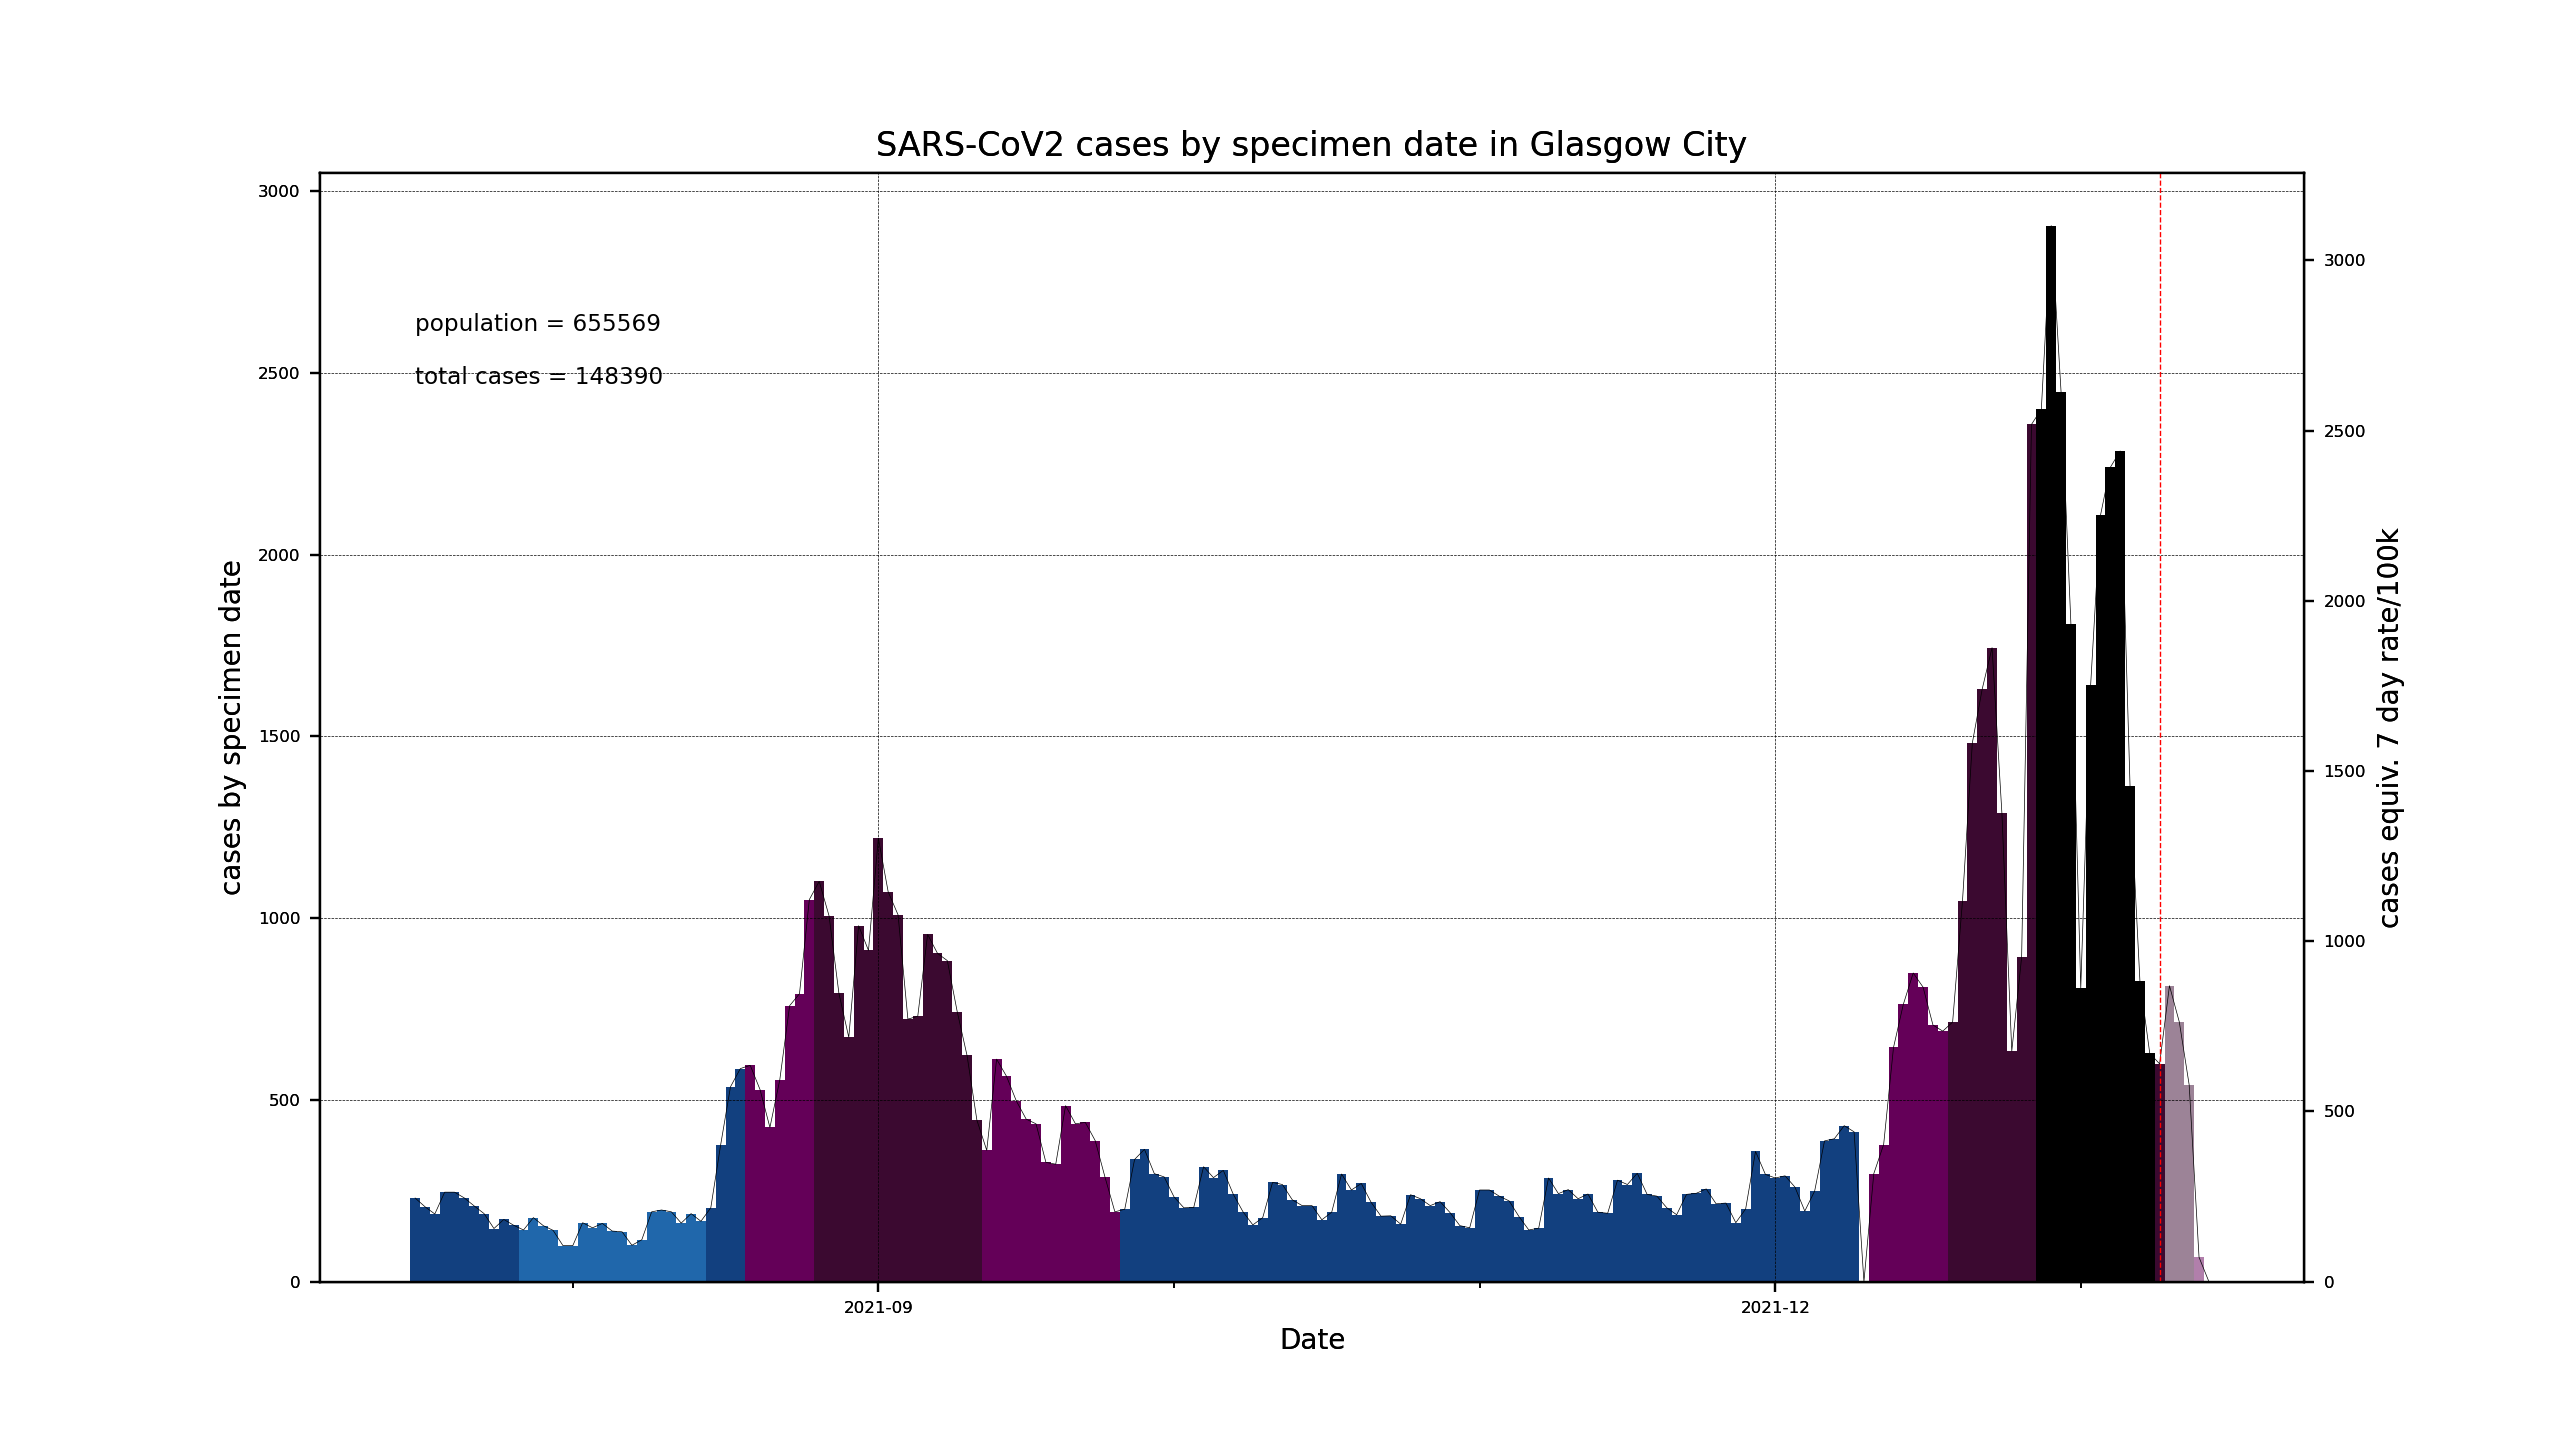 SARS-CoV2 cases by specimen date in Glasgow City
population = 655569
total cases = 148390
cases by specimen date
3000
2500
2000
1500
1000
500
0
3000
2500
2000
1500
1000
500
0
cases equiv. 7 day rate/100k
2021-09
2021-12
Date